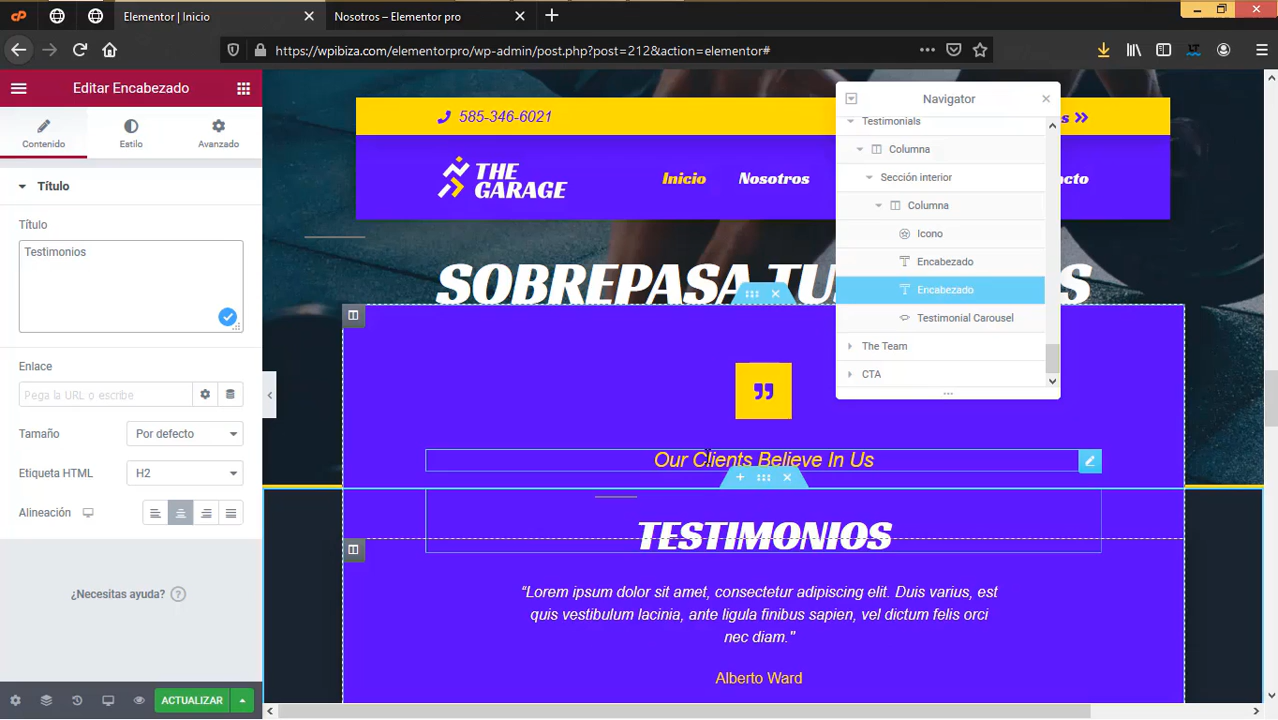 Elementor | Inicio
Nosotros – Elementor pro
https://wpibiza.com/elementorpro/wp-admin/post.php?post=212&action=elementor#
Editar Encabezado
Contenido
Estilo
Avanzado
Título
Título
Testimonios
Enlace
Pega la URL o escribe
Tamaño
Por defecto
Etiqueta HTML
H2
Alineación
¿Necesitas ayuda?
ACTUALIZAR
585-346-6021
THE
GARAGE
Inicio
Nosotros
SOBREPASA TUS
Navigator
Testimonials
Columna
Sección interior
Columna
Icono
Encabezado
Encabezado
Testimonial Carousel
The Team
CTA
Our Clients Believe In Us
TESTIMONIOS
"Lorem ipsum dolor sit amet, consectetur adipiscing elit. Duis varius, est
quis vestibulum lacinia, ante ligula finibus sapien, vel dictum felis orci
nec diam."
Alberto Ward